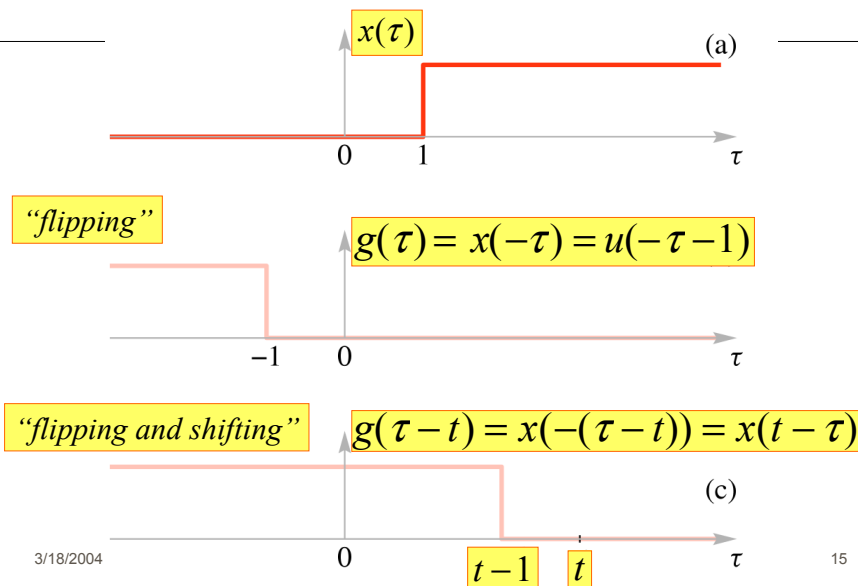 x(τ)
(a)
0 1 τ
“flipping”
g(τ) = x(−τ) = u(−τ −1)
−1 0 τ
“flipping and shifting”
g(τ − t) = x(−(τ − t)) = x(t − τ)
(c)
3/18/2004 0 t −1 t τ 15